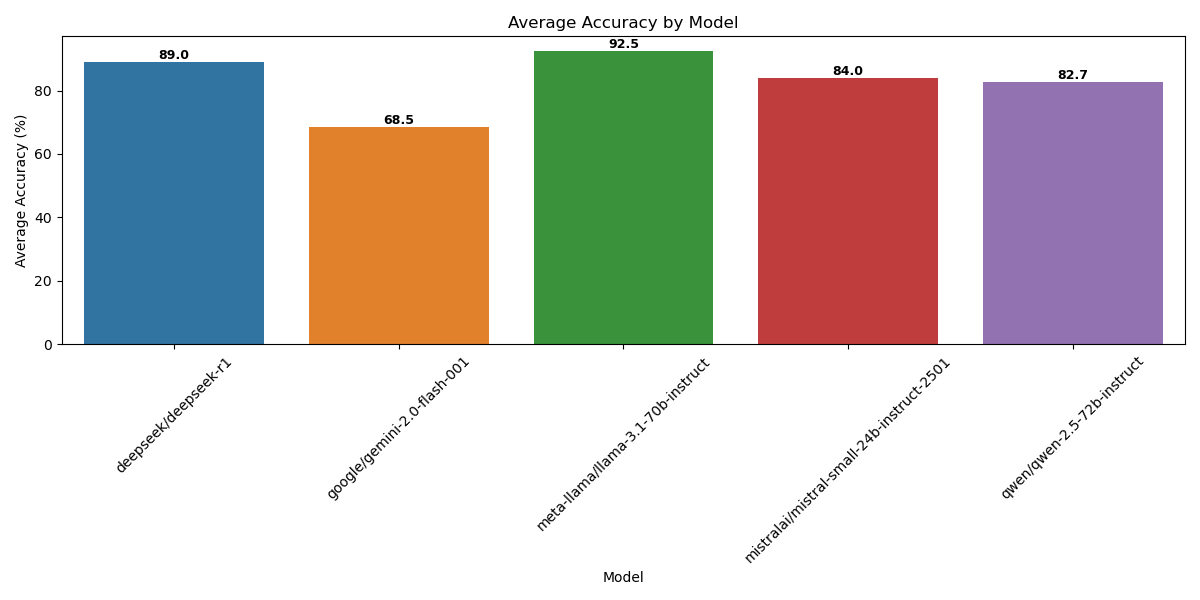 Average Accuracy by Model
Average Accuracy (%)
80
60
40
20
0
89.0
68.5
92.5
84.0
82.7
deepseek/deepseek-r1
google/gemini-2.0-flash-001
meta-llama/llama-3.1-70b-instruct
mistralai/mistral-small-24b-instruct-2501
qwen/qwen-2.5-72b-instruct
Model